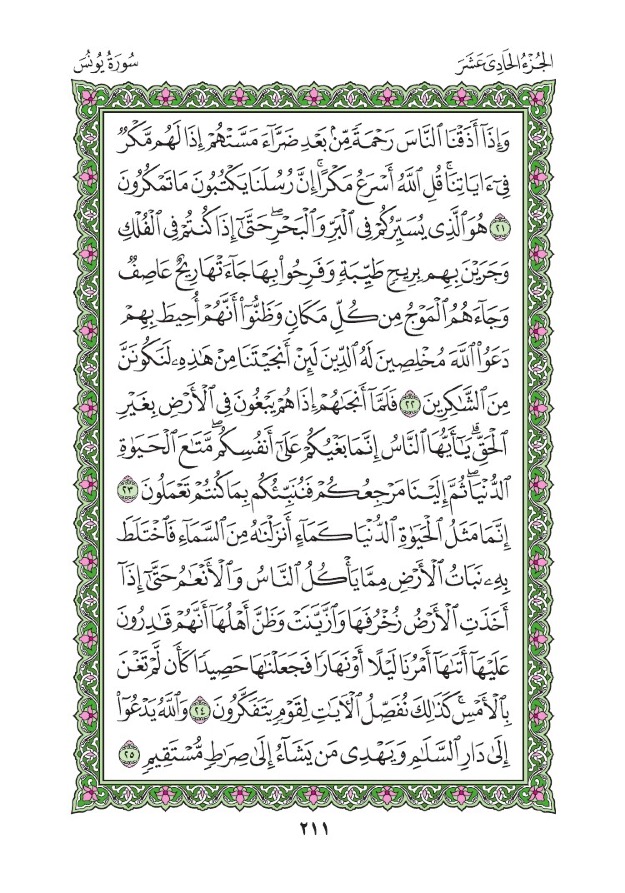 الجُزْءُ الحَادِي عَشَرَ
سُورَةُ يُونُسَ
وَإِذَآ أَذَقْنَا ٱلنَّاسَ رَحْمَةً مِّنۢ بَعْدِ ضَرَّآءَ مَسَّتْهُمْ إِذَا لَهُم مَّكْرٌ
فِىٓ ءَايَاتِنَاۚ قُلِ ٱللَّهُ أَسْرَعُ مَكْرًاۚ إِنَّ رُسُلَنَا يَكْتُبُونَ مَا تَمْكُرُونَ
٢١ هُوَ ٱلَّذِى يُسَيِّرُكُمْ فِى ٱلْبَرِّ وَٱلْبَحْرِۖ حَتَّىٰٓ إِذَا كُنتُمْ فِى ٱلْفُلْكِ
وَجَرَيْنَ بِهِم بِرِيحٍ طَيِّبَةٍ وَفَرِحُوا۟ بِهَا جَآءَتْهَا رِيحٌ عَاصِفٌ
وَجَآءَهُمُ ٱلْمَوْجُ مِن كُلِّ مَكَانٍ وَظَنُّوٓا۟ أَنَّهُمْ أُحِيطَ بِهِمْ
دَعَوُا۟ ٱللَّهَ مُخْلِصِينَ لَهُ ٱلدِّينَ لَئِنْ أَنجَيْتَنَا مِنْ هَٰذِهِۦ لَنَكُونَنَّ
مِنَ ٱلشَّٰكِرِينَ ٢٢ فَلَمَّآ أَنجَىٰهُمْ إِذَا هُمْ يَبْغُونَ فِى ٱلْأَرْضِ بِغَيْرِ
ٱلْحَقِّۗ يَٰٓأَيُّهَا ٱلنَّاسُ إِنَّمَا بَغْيُكُمْ عَلَىٰٓ أَنفُسِكُمۖ مَّتَٰعَ ٱلْحَيَوٰةِ
ٱلدُّنْيَاۖ ثُمَّ إِلَيْنَا مَرْجِعُكُمْ فَنُنَبِّئُكُم بِمَا كُنتُمْ تَعْمَلُونَ ٢٣
إِنَّمَا مَثَلُ ٱلْحَيَوٰةِ ٱلدُّنْيَا كَمَآءٍ أَنزَلْنَٰهُ مِنَ ٱلسَّمَآءِ فَٱخْتَلَطَ
بِهِۦ نَبَاتُ ٱلْأَرْضِ مِمَّا يَأْكُلُ ٱلنَّاسُ وَٱلْأَنْعَٰمُ حَتَّىٰٓ إِذَآ
أَخَذَتِ ٱلْأَرْضُ زُخْرُفَهَا وَٱزَّيَّنَتْ وَظَنَّ أَهْلُهَآ أَنَّهُمْ قَٰدِرُونَ
عَلَيْهَآ أَتَىٰهَآ أَمْرُنَا لَيْلًا أَوْ نَهَارًا فَجَعَلْنَٰهَا حَصِيدًا كَأَن لَّمْ تَغْنَ
بِٱلْأَمْسِۚ كَذَٰلِكَ نُفَصِّلُ ٱلْآيَٰتِ لِقَوْمٍ يَتَفَكَّرُونَ ٢٤ وَٱللَّهُ يَدْعُوٓا۟
إِلَىٰ دَارِ ٱلسَّلَٰمِ وَيَهْدِى مَن يَشَآءُ إِلَىٰ صِرَٰطٍ مُّسْتَقِيمٍ ٢٥
٢١١